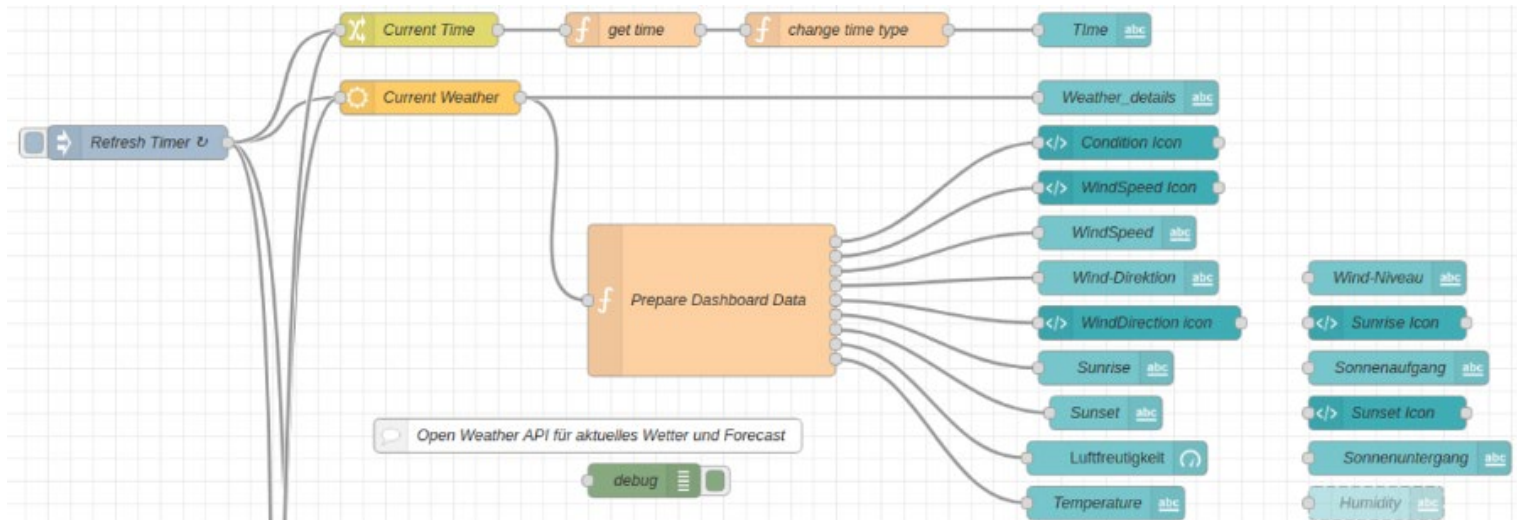 Current Time
get time
change time type
TIme abc
Current Weather
Weather_details abc
Refresh Timer ↻
</> Condition Icon
</> WindSpeed Icon
WindSpeed abc
Prepare Dashboard Data
Wind-Direktion abc
Wind-Niveau abc
</> WindDirection icon
</> Sunrise Icon
Sunrise abc
Sonnenaufgang abc
Sunset abc
</> Sunset Icon
Open Weather API für aktuelles Wetter und Forecast
Luftfreutigkeit
Sonnenuntergang abc
debug
Temperature abc
Humidity abc